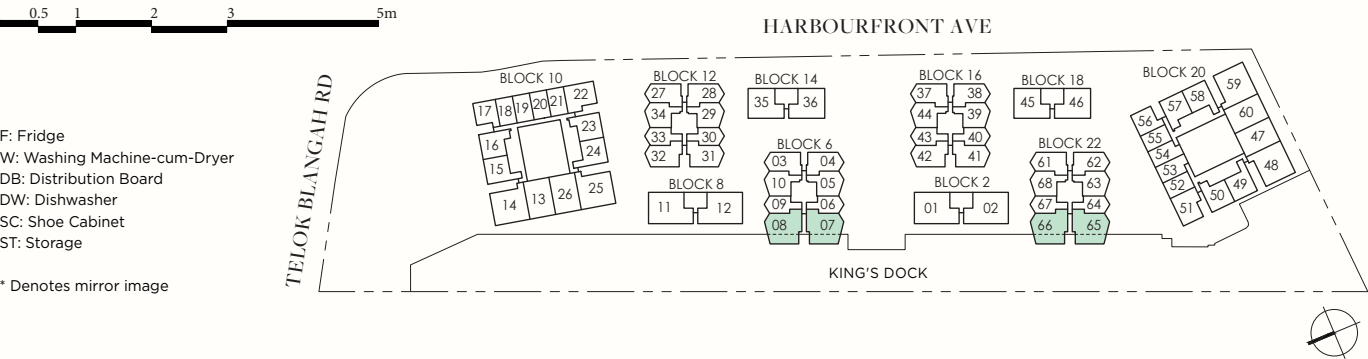 0.5 1 2 3 5m
HARBOURFRONT AVE
TELOK BLANGAH RD
F: Fridge
W: Washing Machine-cum-Dryer
DB: Distribution Board
DW: Dishwasher
SC: Shoe Cabinet
ST: Storage
* Denotes mirror image
BLOCK 10
17 18 19 20 21 22
16 23
15 24
14 13 26 25
BLOCK 12
27 28
34 29
33 30
32 31
BLOCK 14
35 36
BLOCK 8
11 12
BLOCK 6
03 04
10 05
09 06
08 07
BLOCK 16
37 38
44 39
43 40
42 41
BLOCK 18
45 46
BLOCK 2
01 02
BLOCK 22
61 62
68 63
67 64
66 65
BLOCK 20
59
58
57 60
56
55 47
54
53 48
52 49
51 50
KING'S DOCK